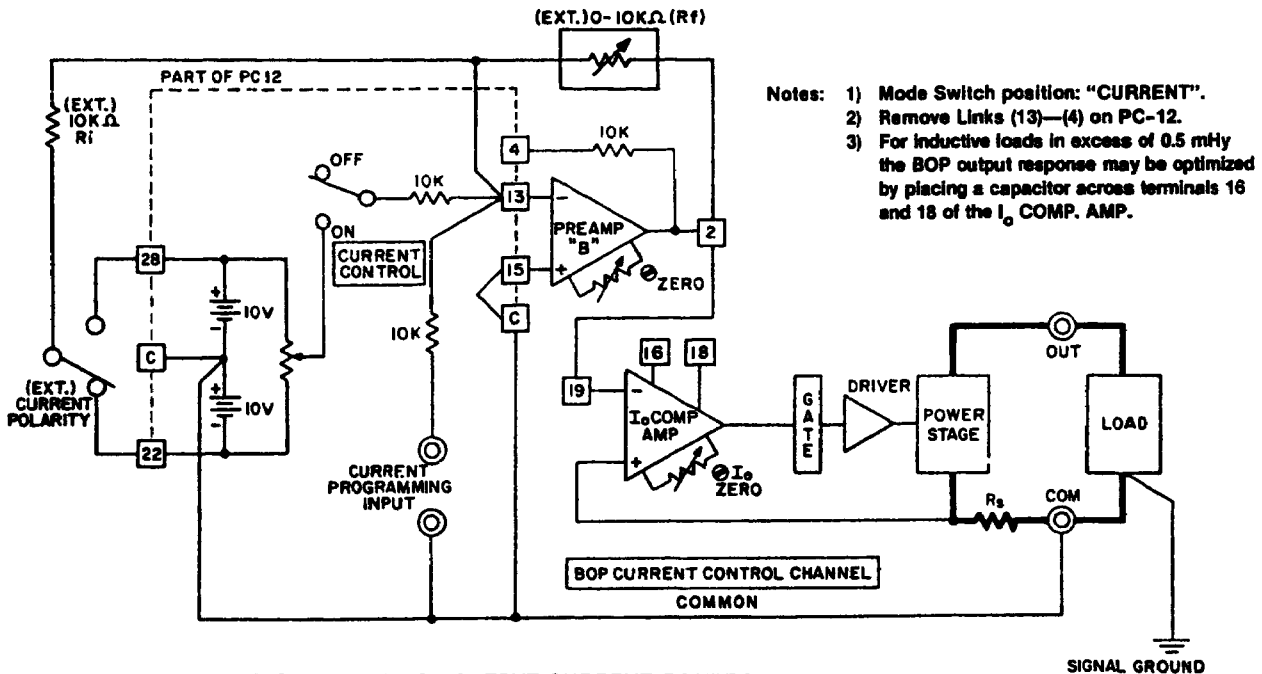 (EXT.) 0-10KΩ (Rf)
PART OF PC12
(EXT.)
10KΩ
Ri
Notes: 1) Mode Switch position: "CURRENT".
2) Remove Links (13)—(4) on PC-12.
3) For inductive loads in excess of 0.5 mHy
the BOP output response may be optimized
by placing a capacitor across terminals 16
and 18 of the Io COMP. AMP.
4
10K
OFF
10K
13
−
PREAMP
"B"
2
ON
CURRENT
CONTROL
15
+
ZERO
28
C
+
10V
-
10K
C
16
18
OUT
(EXT.)
CURRENT
POLARITY
+
10V
-
19
−
Io COMP
AMP
+
GATE
DRIVER
POWER
STAGE
LOAD
22
Io
ZERO
CURRENT
PROGRAMMING
INPUT
Rs
COM
BOP CURRENT CONTROL CHANNEL
COMMON
SIGNAL GROUND